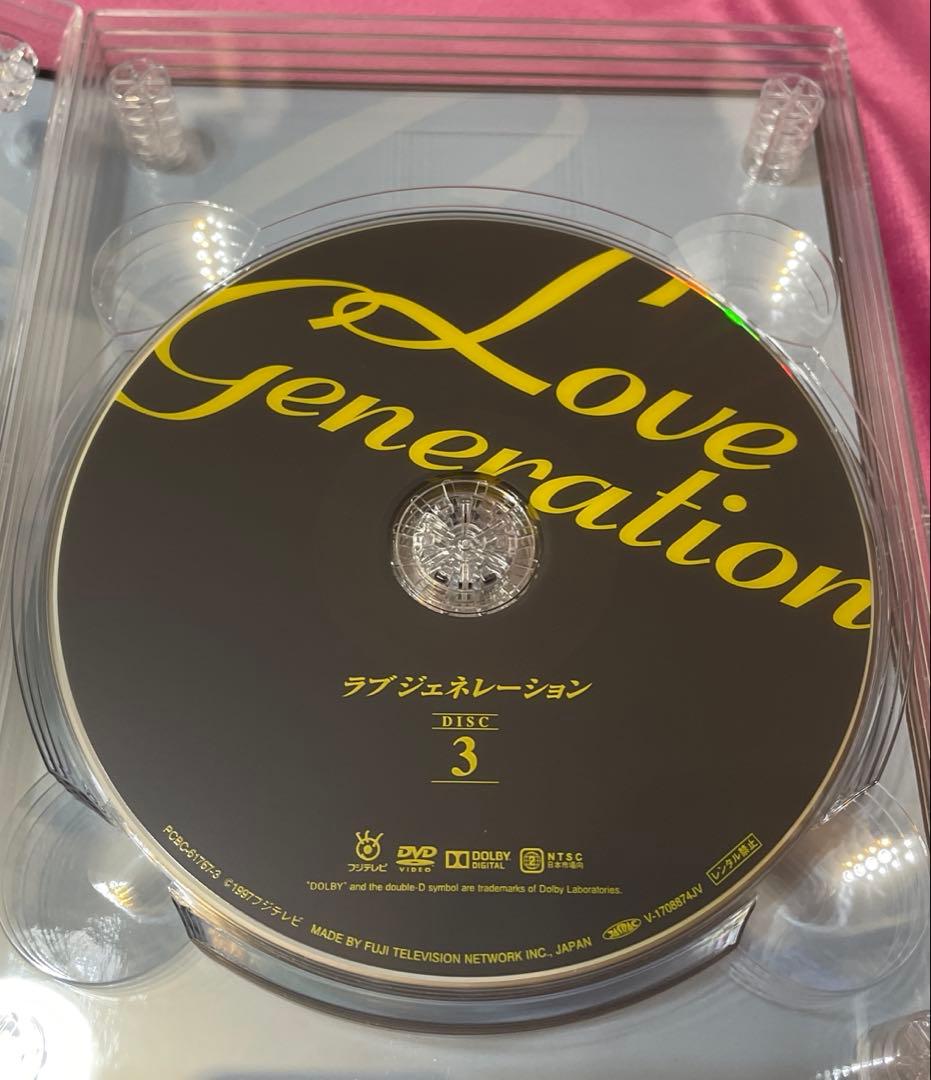 Love
Generation
ラブジェネレーション
DISC
3
フジテレビ
DVD
VIDEO
DOLBY
DIGITAL
2
NTSC
日本市場向
"DOLBY" and the double-D symbol are trademarks of Dolby Laboratories.
PCBC-61757-3 ©1997フジテレビ MADE BY FUJI TELEVISION NETWORK INC., JAPAN V-1708874JV レンタル禁止